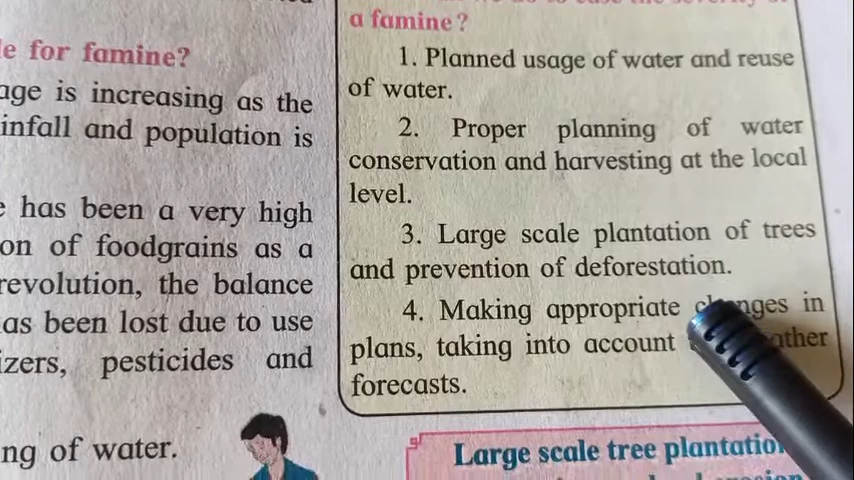 le for famine?
age is increasing as the
infall and population is
e has been a very high
on of foodgrains as a
revolution, the balance
as been lost due to use
izers, pesticides and
ng of water.
a famine?
1. Planned usage of water and reuse
of water.
2. Proper planning of water
conservation and harvesting at the local
level.
3. Large scale plantation of trees
and prevention of deforestation.
4. Making appropriate changes in
plans, taking into account
forecasts.
Large scale tree plantation